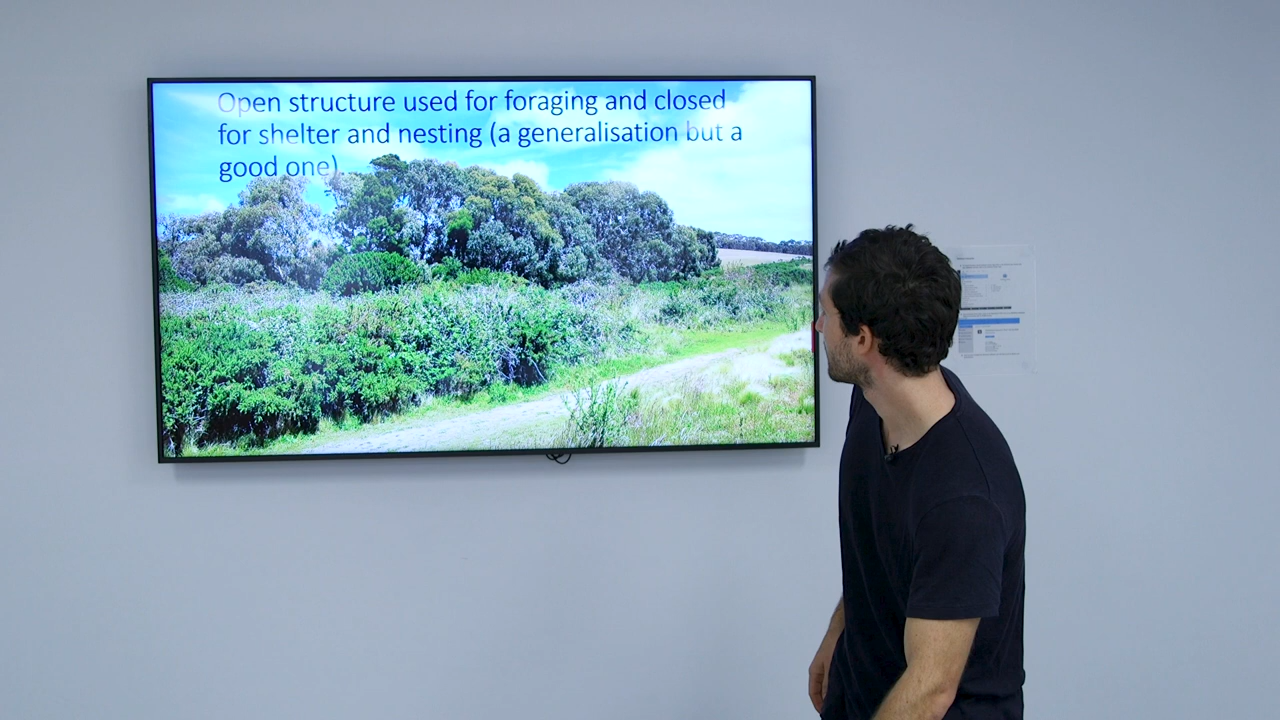 Open structure used for foraging and closed
for shelter and nesting (a generalisation but a
good one)